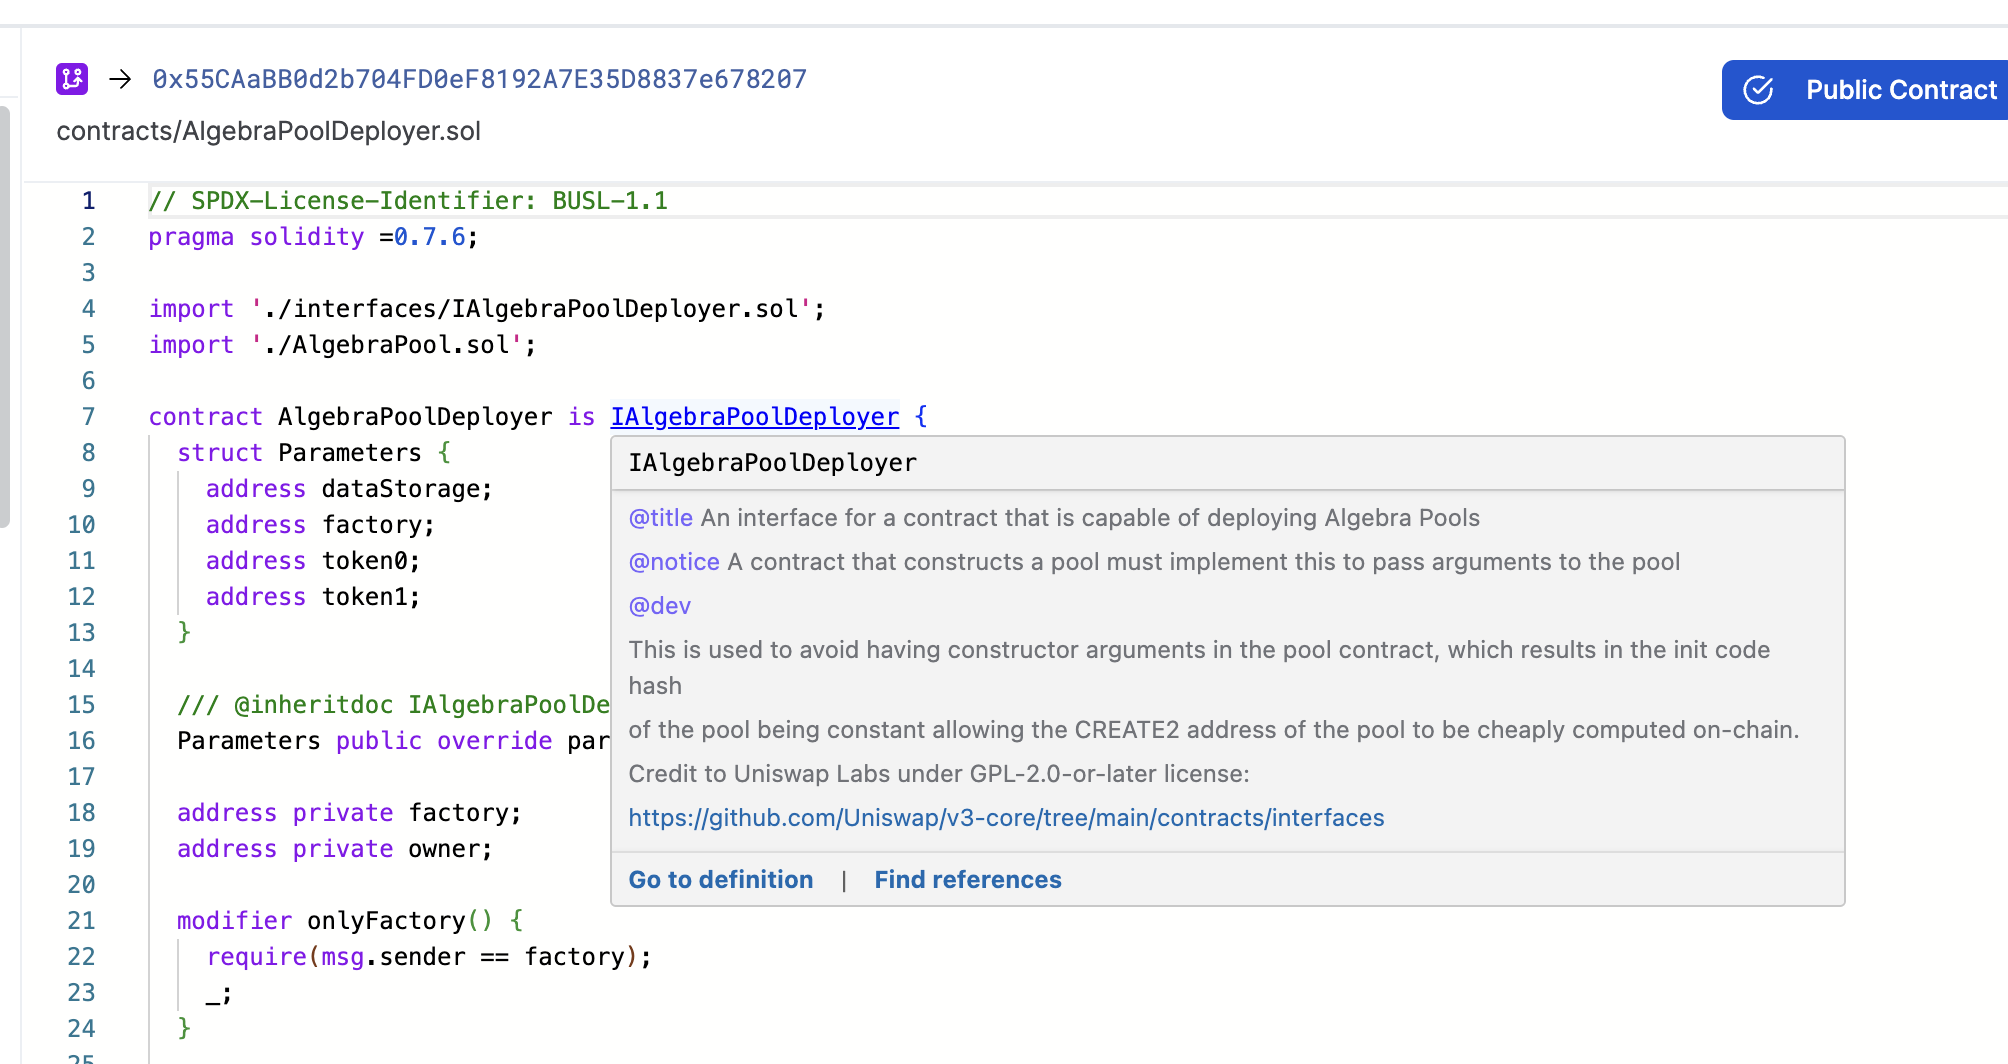 0x55CAaBB0d2b704FD0eF8192A7E35D8837e678207
contracts/AlgebraPoolDeployer.sol
Public Contract
1 // SPDX-License-Identifier: BUSL-1.1
2 pragma solidity =0.7.6;
3
4 import './interfaces/IAlgebraPoolDeployer.sol';
5 import './AlgebraPool.sol';
6
7 contract AlgebraPoolDeployer is IAlgebraPoolDeployer {
8 struct Parameters {
9 address dataStorage;
10 address factory;
11 address token0;
12 address token1;
13 }
14
15 /// @inheritdoc IAlgebraPoolDe
16 Parameters public override par
17
18 address private factory;
19 address private owner;
20
21 modifier onlyFactory() {
22 require(msg.sender == factory);
23 _;
24 }
25
IAlgebraPoolDeployer
@title An interface for a contract that is capable of deploying Algebra Pools
@notice A contract that constructs a pool must implement this to pass arguments to the pool
@dev
This is used to avoid having constructor arguments in the pool contract, which results in the init code
hash
of the pool being constant allowing the CREATE2 address of the pool to be cheaply computed on-chain.
Credit to Uniswap Labs under GPL-2.0-or-later license:
https://github.com/Uniswap/v3-core/tree/main/contracts/interfaces
Go to definition | Find references